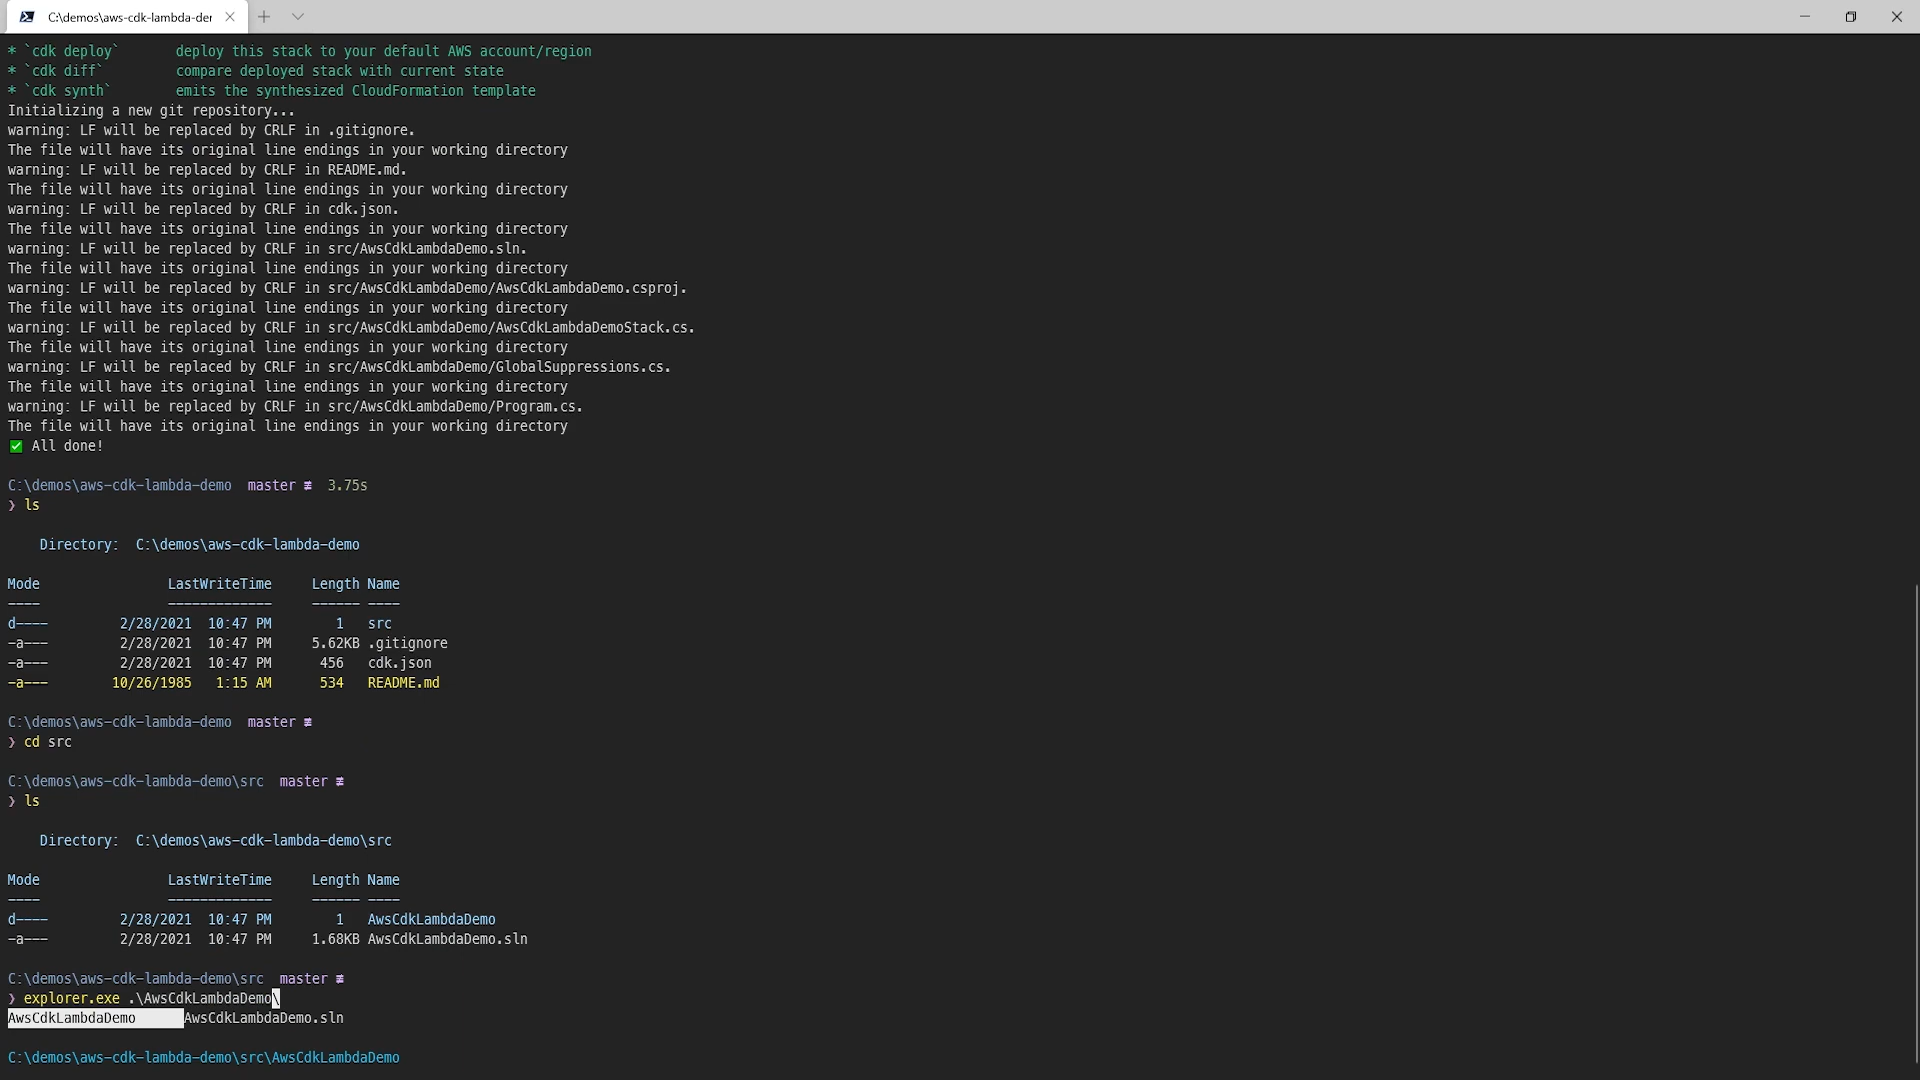 C:\demos\aws-cdk-lambda-der
* `cdk deploy`       deploy this stack to your default AWS account/region
* `cdk diff`         compare deployed stack with current state
* `cdk synth`        emits the synthesized CloudFormation template
Initializing a new git repository...
warning: LF will be replaced by CRLF in .gitignore.
The file will have its original line endings in your working directory
warning: LF will be replaced by CRLF in README.md.
The file will have its original line endings in your working directory
warning: LF will be replaced by CRLF in cdk.json.
The file will have its original line endings in your working directory
warning: LF will be replaced by CRLF in src/AwsCdkLambdaDemo.sln.
The file will have its original line endings in your working directory
warning: LF will be replaced by CRLF in src/AwsCdkLambdaDemo/AwsCdkLambdaDemo.csproj.
The file will have its original line endings in your working directory
warning: LF will be replaced by CRLF in src/AwsCdkLambdaDemo/AwsCdkLambdaDemoStack.cs.
The file will have its original line endings in your working directory
warning: LF will be replaced by CRLF in src/AwsCdkLambdaDemo/GlobalSuppressions.cs.
The file will have its original line endings in your working directory
warning: LF will be replaced by CRLF in src/AwsCdkLambdaDemo/Program.cs.
The file will have its original line endings in your working directory
✅ All done!
C:\demos\aws-cdk-lambda-demo  master ≢  3.75s
❯ ls
Directory:  C:\demos\aws-cdk-lambda-demo
Mode                LastWriteTime     Length Name
----                -------------     ------ ----
d----         2/28/2021  10:47 PM        1   src
-a---         2/28/2021  10:47 PM     5.62KB .gitignore
-a---         2/28/2021  10:47 PM      456   cdk.json
-a---        10/26/1985   1:15 AM      534   README.md
C:\demos\aws-cdk-lambda-demo  master ≢
❯ cd src
C:\demos\aws-cdk-lambda-demo\src  master ≢
❯ ls
Directory:  C:\demos\aws-cdk-lambda-demo\src
Mode                LastWriteTime     Length Name
----                -------------     ------ ----
d----         2/28/2021  10:47 PM        1   AwsCdkLambdaDemo
-a---         2/28/2021  10:47 PM     1.68KB AwsCdkLambdaDemo.sln
C:\demos\aws-cdk-lambda-demo\src  master ≢
❯ explorer.exe .\AwsCdkLambdaDemo\
AwsCdkLambdaDemo      AwsCdkLambdaDemo.sln
C:\demos\aws-cdk-lambda-demo\src\AwsCdkLambdaDemo